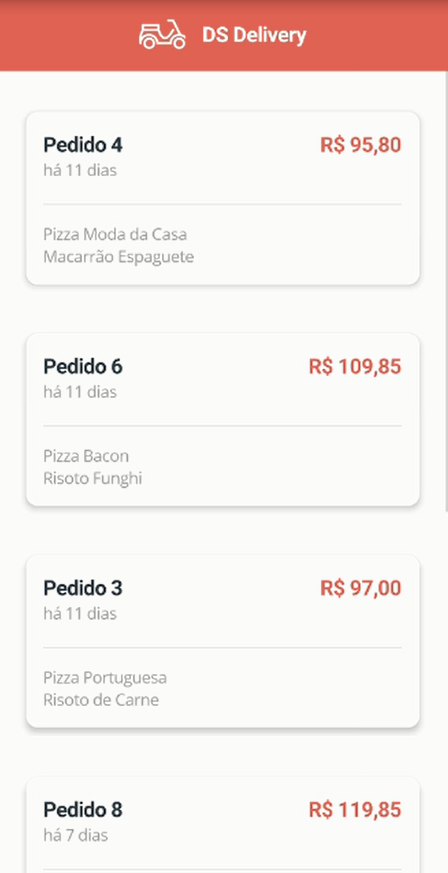 DS Delivery
Pedido 4 R$ 95,80
há 11 dias
Pizza Moda da Casa
Macarrão Espaguete
Pedido 6 R$ 109,85
há 11 dias
Pizza Bacon
Risoto Funghi
Pedido 3 R$ 97,00
há 11 dias
Pizza Portuguesa
Risoto de Carne
Pedido 8 R$ 119,85
há 7 dias